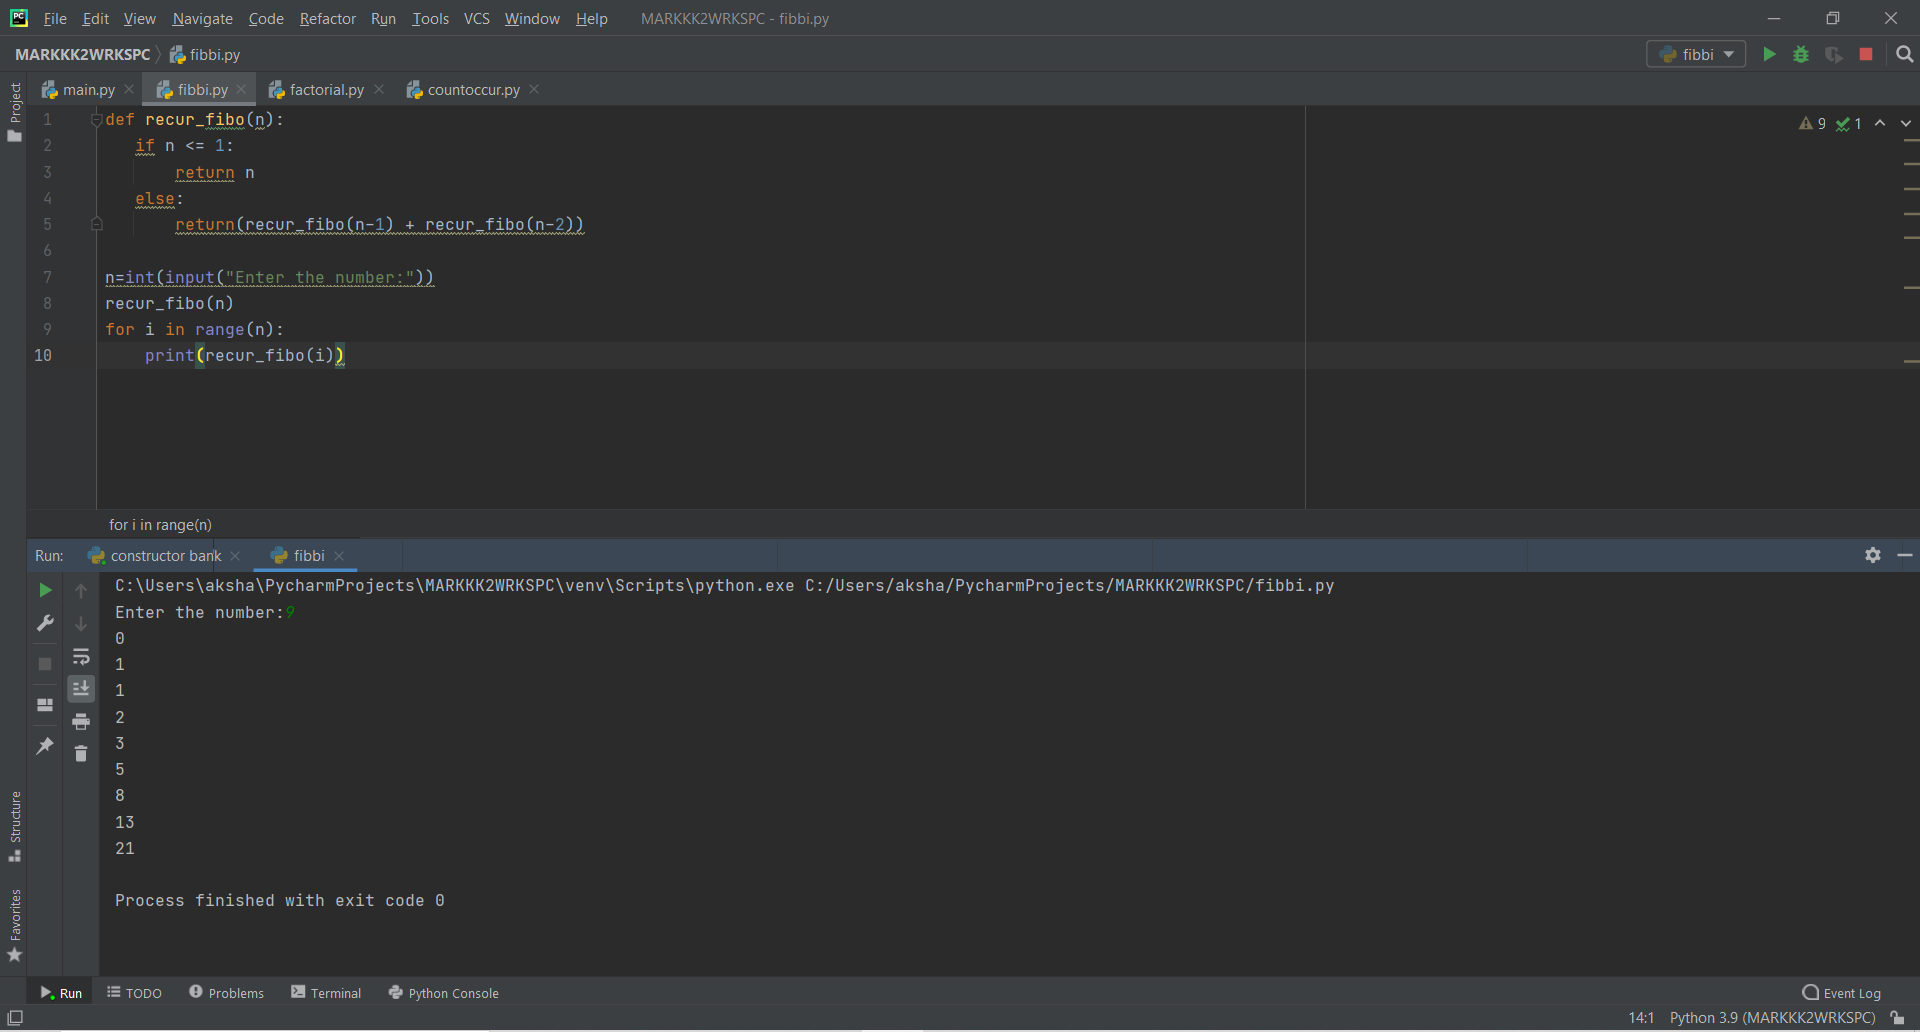 PC File Edit View Navigate Code Refactor Run Tools VCS Window Help MARKKK2WRKSPC - fibbi.py
MARKKK2WRKSPC fibbi.py fibbi
Project
main.py fibbi.py factorial.py countoccur.py
1 def recur_fibo(n):
9 1
2 if n <= 1:
3 return n
4 else:
5 return(recur_fibo(n-1) + recur_fibo(n-2))
6
7 n=int(input("Enter the number:"))
8 recur_fibo(n)
9 for i in range(n):
10 print(recur_fibo(i))
for i in range(n)
Run: constructor bank fibbi
C:\Users\aksha\PycharmProjects\MARKKK2WRKSPC\venv\Scripts\python.exe C:/Users/aksha/PycharmProjects/MARKKK2WRKSPC/fibbi.py
Enter the number:9
0
1
1
2
3
5
8
13
21
Process finished with exit code 0
Structure
Favorites
Run TODO Problems Terminal Python Console Event Log
14:1 Python 3.9 (MARKKK2WRKSPC)